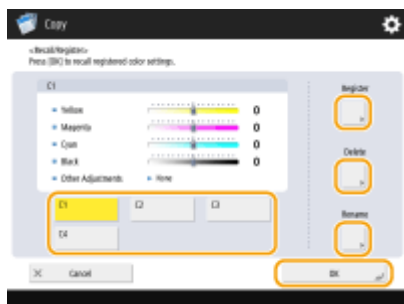 Copy
<Recall/Register>
Press [OK] to recall registered color settings.
C1
Yellow 0
Magenta 0
Cyan 0
Black 0
Other Adjustments None
C1 C2 C3
C4
Register
Delete
Rename
Cancel
OK